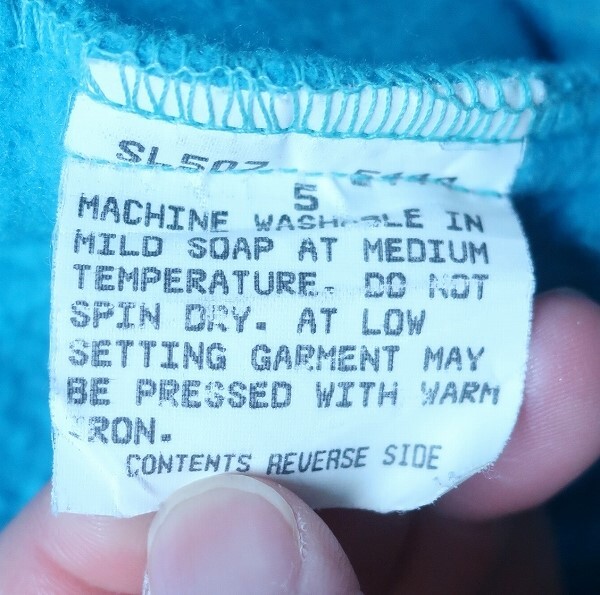 SL507
5
MACHINE WASHABLE IN
MILD SOAP AT MEDIUM
TEMPERATURE. DO NOT
SPIN DRY. AT LOW
SETTING GARMENT MAY
BE PRESSED WITH WARM
IRON.
CONTENTS REVERSE SIDE